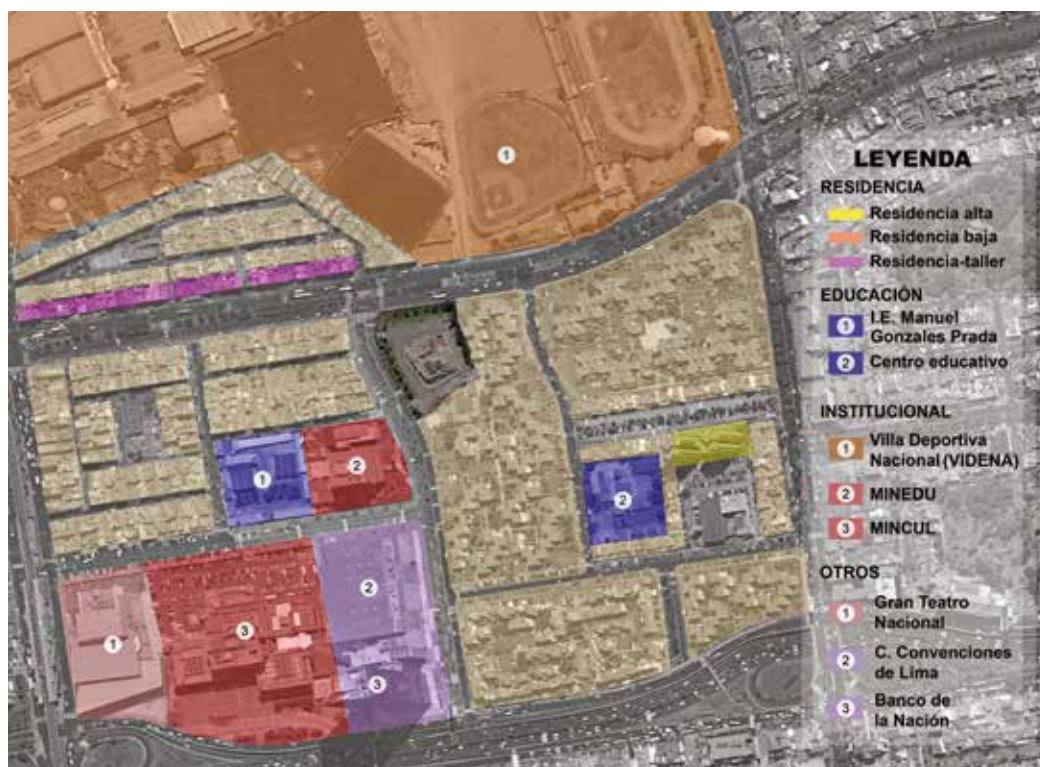 1
LEYENDA
RESIDENCIA
Residencia alta
Residencia baja
Residencia-taller
EDUCACIÓN
1 I.E. Manuel
Gonzales Prada
2 Centro educativo
INSTITUCIONAL
1 Villa Deportiva
Nacional (VIDENA)
2 MINEDU
3 MINCUL
OTROS
1 Gran Teatro
Nacional
2 C. Convenciones
de Lima
3 Banco de
la Nación
1
2
2
1
3
2
3